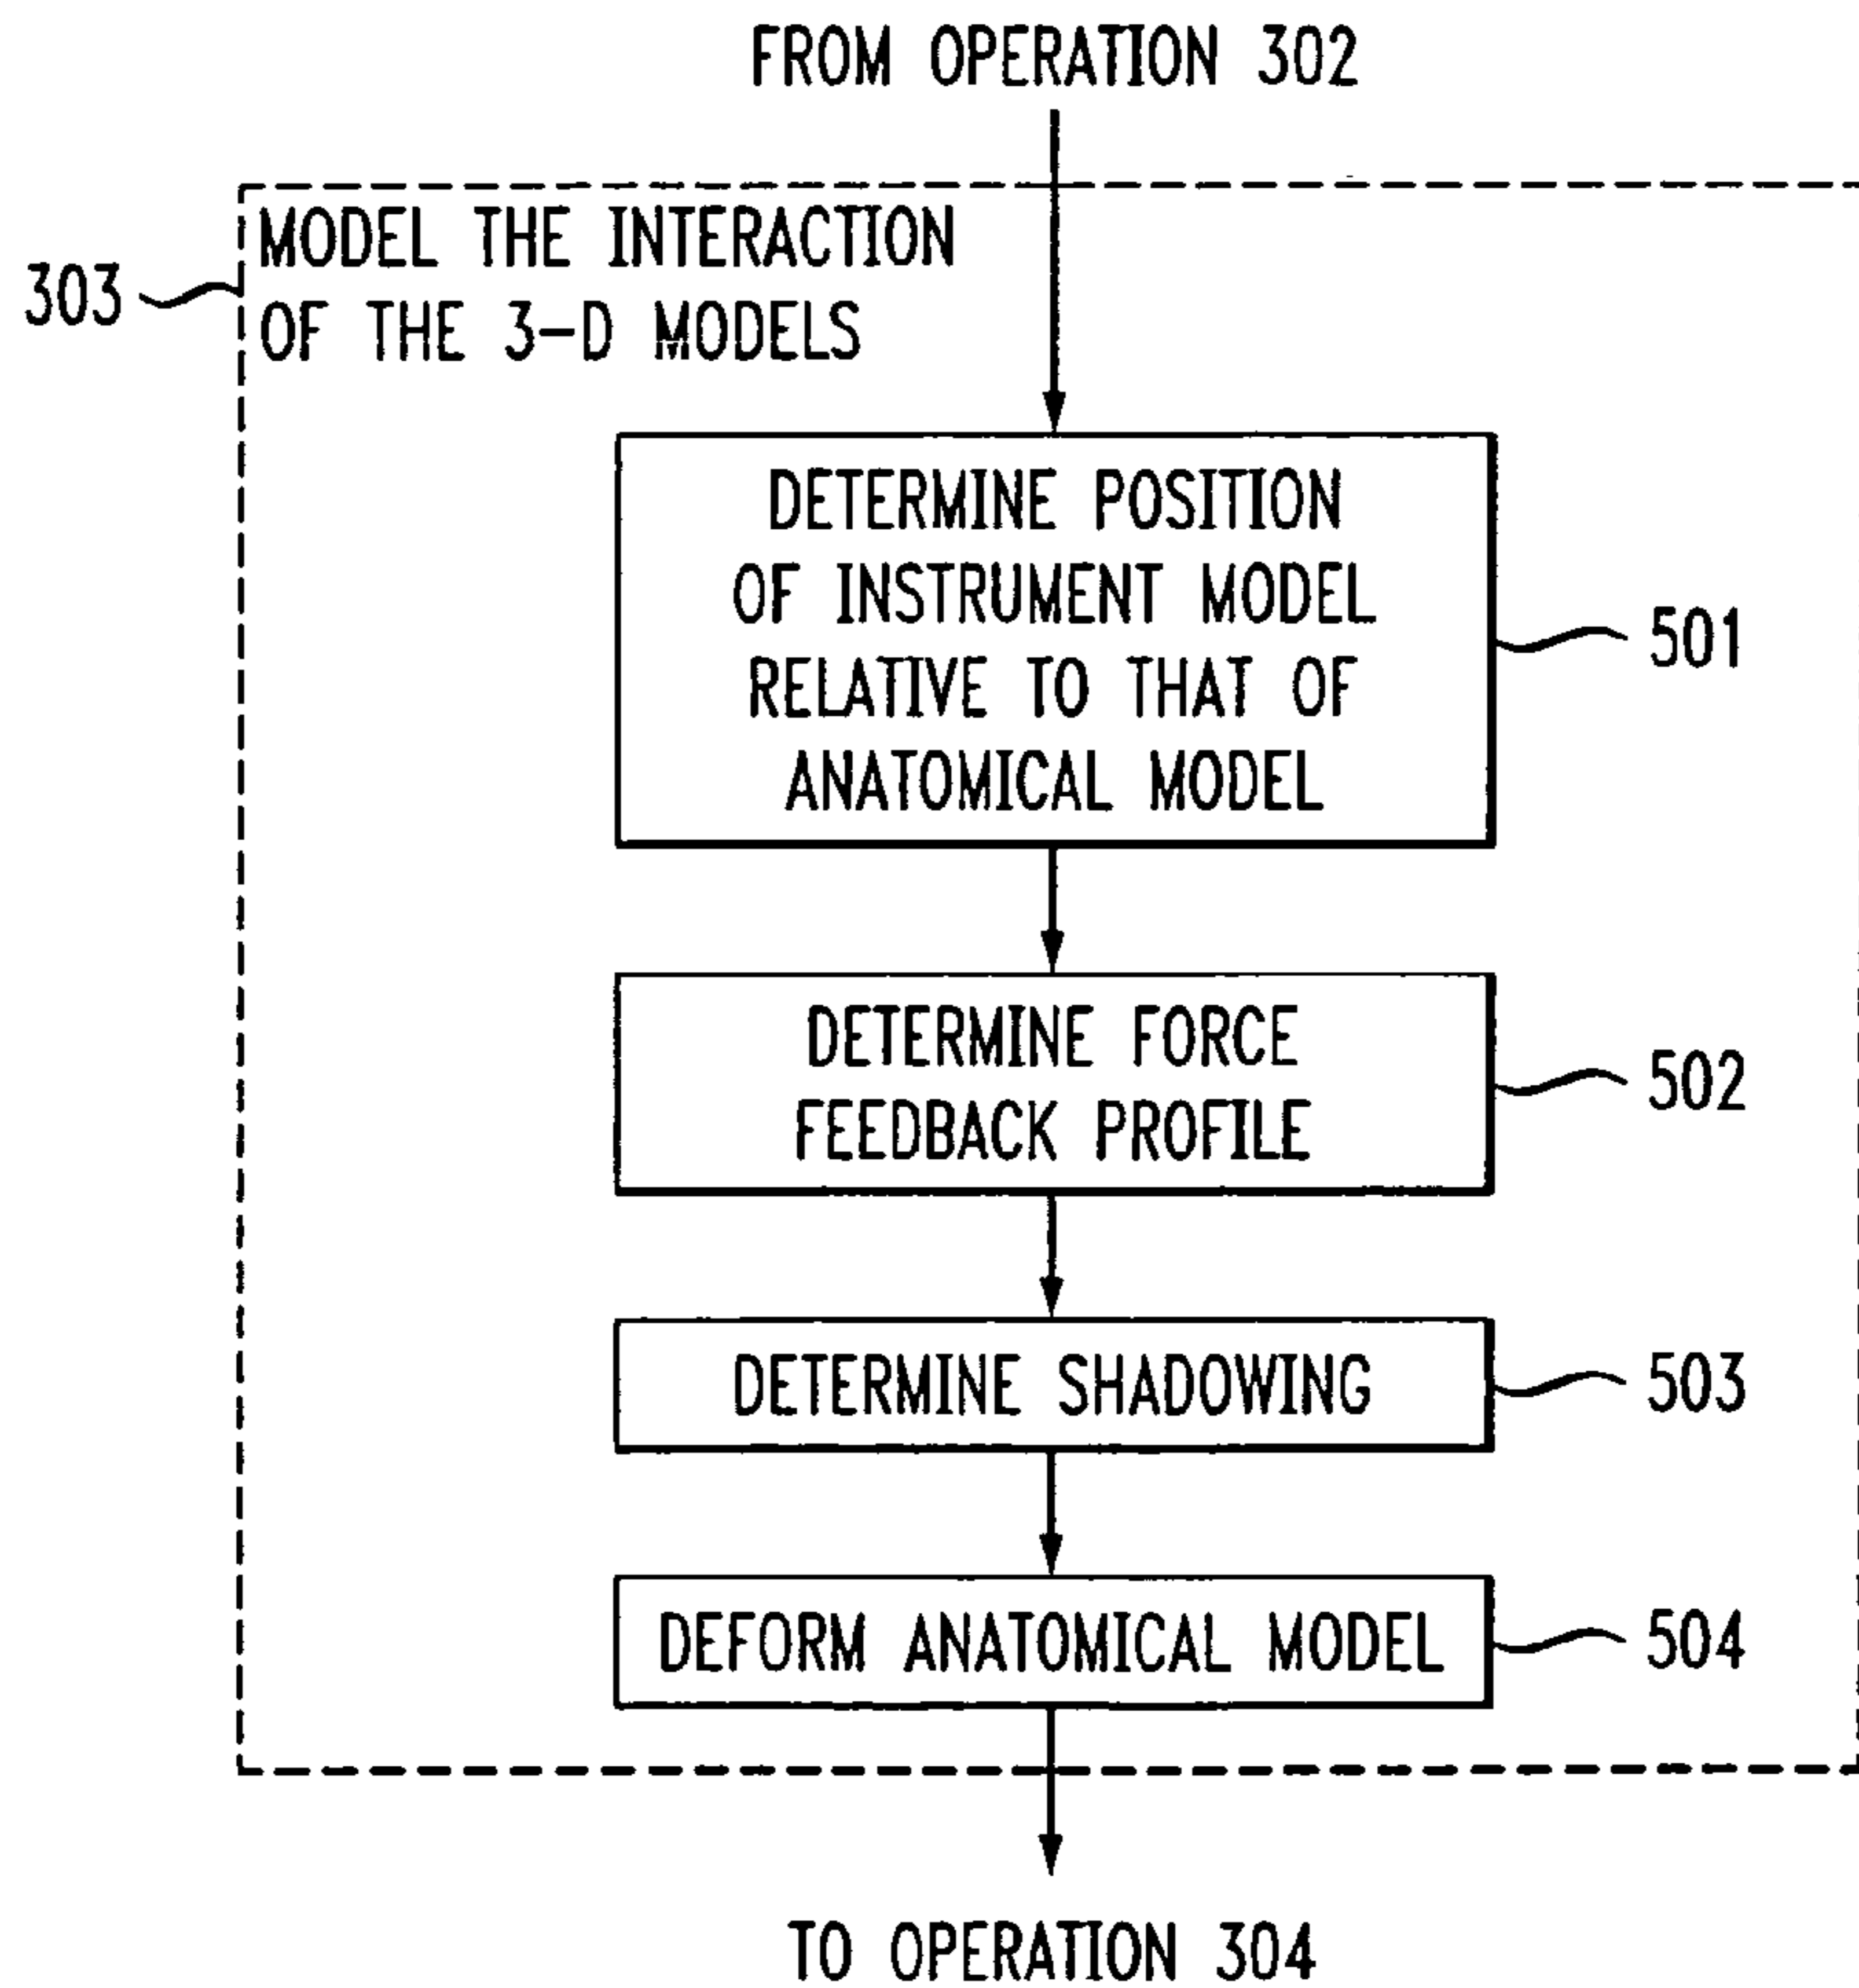 FROM OPERATION 302
MODEL THE INTERACTION
OF THE 3-D MODELS
303
DETERMINE POSITION
OF INSTRUMENT MODEL
RELATIVE TO THAT OF
ANATOMICAL MODEL
501
DETERMINE FORCE
FEEDBACK PROFILE
502
DETERMINE SHADOWING
503
DEFORM ANATOMICAL MODEL
504
TO OPERATION 304